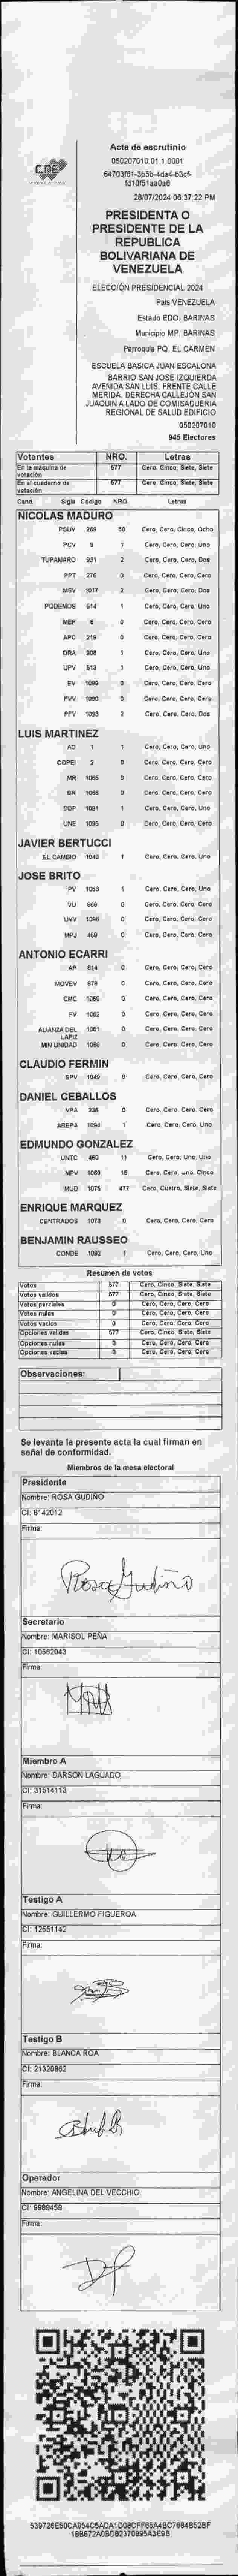 CNE
Acta de escrutinio
050207010.01.1.0001
28/07/2024 06:37:22 PM
PRESIDENTA O
PRESIDENTE DE LA
REPUBLICA
BOLIVARIANA DE
VENEZUELA
ELECCIÓN PRESIDENCIAL 2024
País VENEZUELA
Estado EDO. BARINAS
Municipio MP. BARINAS
Parroquia PQ. EL CARMEN
ESCUELA BASICA JUAN ESCALONA
BARRIO SAN JOSE IZQUIERDA
AVENIDA SAN LUIS. FRENTE CALLE
MERIDA. DERECHA CALLEJÓN SAN
JUAQUIN A LADO DE COMISADURIA
REGIONAL DE SALUD EDIFICIO
050207010
945 Electores
Votantes NRO. Letras
En la máquina de votación 577 Cero, Cinco, Siete, Siete
En el cuaderno de votación 577 Cero, Cinco, Siete, Siete
Cand. Sigla Código NRO. Letras
NICOLAS MADURO
PSUV 269 58 Cero, Cero, Cinco, Ocho
PCV 9 1 Cero, Cero, Cero, Uno
TUPAMARO 931 2 Cero, Cero, Cero, Dos
PPT 276 0 Cero, Cero, Cero, Cero
MSV 1017 2 Cero, Cero, Cero, Dos
PODEMOS 514 1 Cero, Cero, Cero, Uno
MEP 6 0 Cero, Cero, Cero, Cero
APC 219 0 Cero, Cero, Cero, Cero
ORA 906 1 Cero, Cero, Cero, Uno
UPV 513 1 Cero, Cero, Cero, Uno
EV 1089 0 Cero, Cero, Cero, Cero
PVV 1090 0 Cero, Cero, Cero, Cero
PFV 1093 2 Cero, Cero, Cero, Dos
LUIS MARTINEZ
AD 1 1 Cero, Cero, Cero, Uno
COPEI 2 0 Cero, Cero, Cero, Cero
MR 1065 0 Cero, Cero, Cero, Cero
BR 1066 0 Cero, Cero, Cero, Cero
DDP 1091 1 Cero, Cero, Cero, Uno
UNE 1095 0 Cero, Cero, Cero, Cero
JAVIER BERTUCCI
EL CAMBIO 1048 1 Cero, Cero, Cero, Uno
JOSE BRITO
PV 1053 1 Cero, Cero, Cero, Uno
VU 969 0 Cero, Cero, Cero, Cero
UVV 1096 0 Cero, Cero, Cero, Cero
MPJ 459 0 Cero, Cero, Cero, Cero
ANTONIO ECARRI
AP 814 0 Cero, Cero, Cero, Cero
MOVEV 879 0 Cero, Cero, Cero, Cero
CMC 1050 0 Cero, Cero, Cero, Cero
FV 1062 0 Cero, Cero, Cero, Cero
ALIANZA DEL LAPIZ 1061 0 Cero, Cero, Cero, Cero
MIN UNIDAD 1069 0 Cero, Cero, Cero, Cero
CLAUDIO FERMIN
SPV 1049 0 Cero, Cero, Cero, Cero
DANIEL CEBALLOS
VPA 235 0 Cero, Cero, Cero, Cero
AREPA 1094 1 Cero, Cero, Cero, Uno
EDMUNDO GONZALEZ
UNTC 460 11 Cero, Cero, Uno, Uno
MPV 1060 15 Cero, Cero, Uno, Cinco
MUD 1075 477 Cero, Cuatro, Siete, Siete
ENRIQUE MARQUEZ
CENTRADOS 1073 0 Cero, Cero, Cero, Cero
BENJAMIN RAUSSEO
CONDE 1092 1 Cero, Cero, Cero, Uno
Resumen de votos
Votos 577 Cero, Cinco, Siete, Siete
Votos validos 577 Cero, Cinco, Siete, Siete
Votos parciales 0 Cero, Cero, Cero, Cero
Votos nulos 0 Cero, Cero, Cero, Cero
Votos vacios 0 Cero, Cero, Cero, Cero
Opciones validas 577 Cero, Cinco, Siete, Siete
Opciones nulas 0 Cero, Cero, Cero, Cero
Opciones vacias 0 Cero, Cero, Cero, Cero
Observaciones:
Se levanta la presente acta la cual firman en
señal de conformidad.
Miembros de la mesa electoral
Presidente
Nombre: ROSA GUDIÑO
CI: 8142012
Firma:
Rosa Gudiño
Secretario
Nombre: MARISOL PEÑA
CI: 10562043
Firma:
Miembro A
Nombre: DARSON LAGUADO
CI: 31514113
Firma:
Testigo A
Nombre: GUILLERMO FIGUEROA
CI: 12551142
Firma:
Testigo B
Nombre: BLANCA ROA
CI: 21320862
Firma:
Operador
Nombre: ANGELINA DEL VECCHIO
CI: 9989459
Firma: